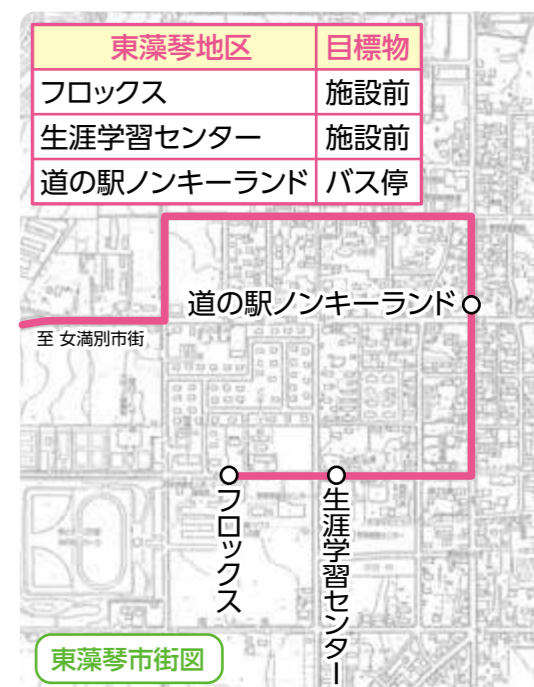 東藻琴地区 目標物
フロックス 施設前
生涯学習センター 施設前
道の駅ノンキーランド バス停
道の駅ノンキーランド
至 女満別市街
フロックス
生涯学習センター
東藻琴市街図